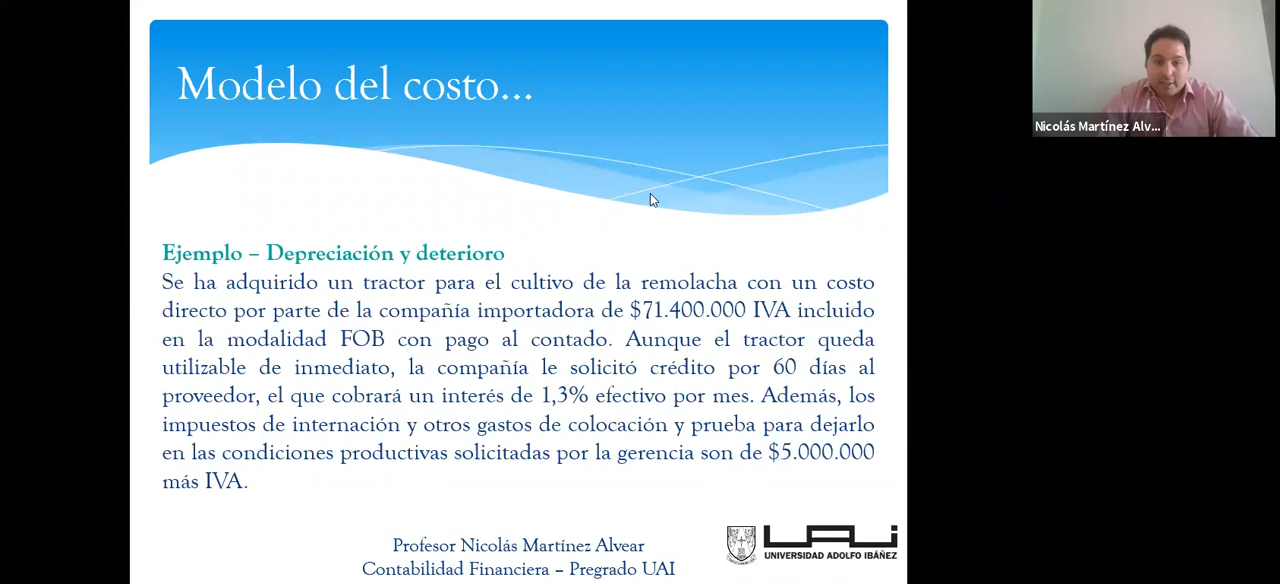 Modelo del costo...
Nicolás Martínez Alv...
Ejemplo – Depreciación y deterioro
Se ha adquirido un tractor para el cultivo de la remolacha con un costo
directo por parte de la compañía importadora de $71.400.000 IVA incluido
en la modalidad FOB con pago al contado. Aunque el tractor queda
utilizable de inmediato, la compañía le solicitó crédito por 60 días al
proveedor, el que cobrará un interés de 1,3% efectivo por mes. Además, los
impuestos de internación y otros gastos de colocación y prueba para dejarlo
en las condiciones productivas solicitadas por la gerencia son de $5.000.000
más IVA.
Profesor Nicolás Martínez Alvear
Contabilidad Financiera – Pregrado UAI
UAi
UNIVERSIDAD ADOLFO IBÁÑEZ